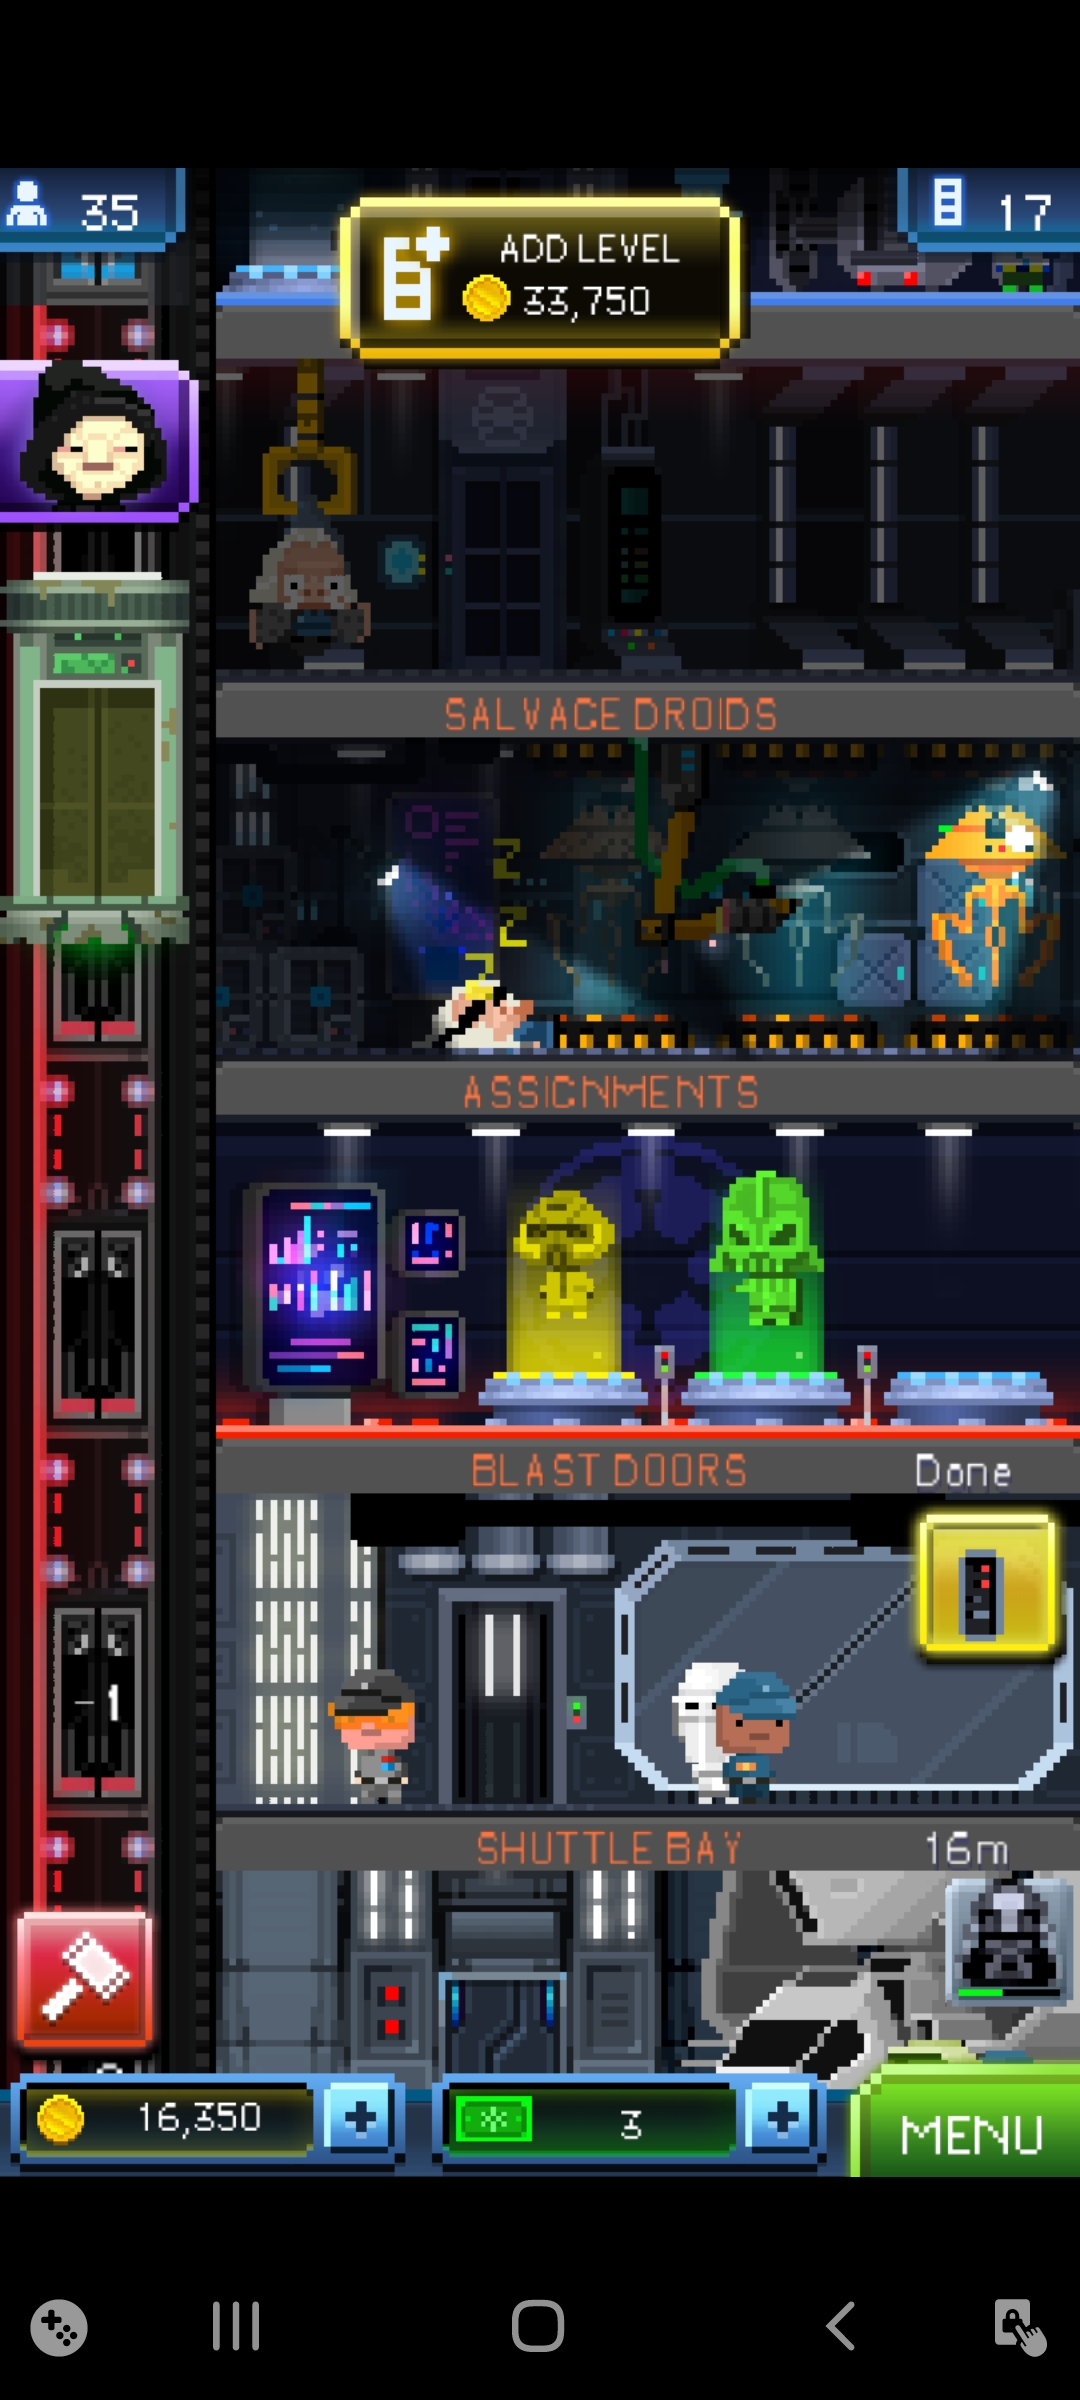 35
17
ADD LEVEL
33,750
SALVAGE DROIDS
Z
Z
Z
ASSIGNMENTS
BLAST DOORS
Done
-1
SHUTTLE BAY
16m
16,350
3
MENU